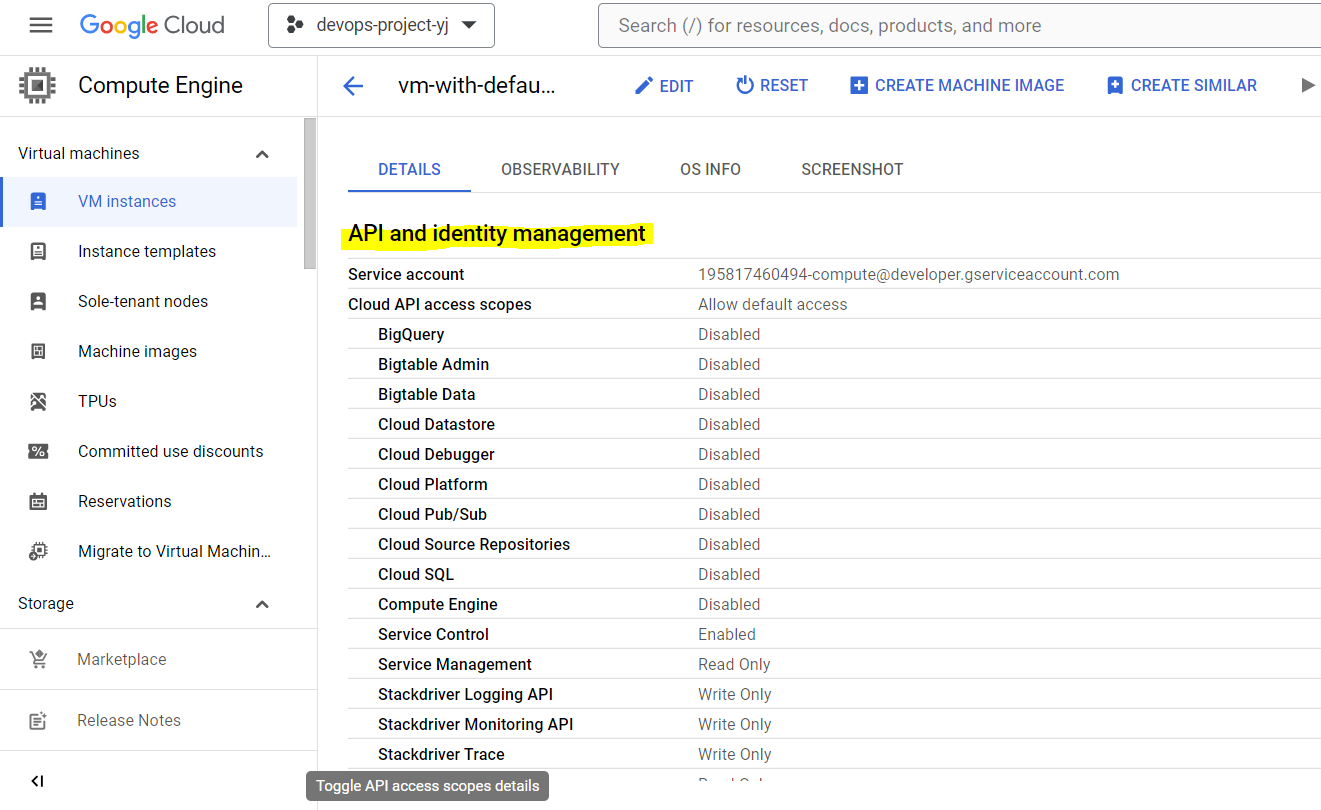 Google Cloud
devops-project-yj
Search (/) for resources, docs, products, and more
Compute Engine
vm-with-defau...
EDIT
RESET
CREATE MACHINE IMAGE
CREATE SIMILAR
Virtual machines
VM instances
Instance templates
Sole-tenant nodes
Machine images
TPUs
Committed use discounts
Reservations
Migrate to Virtual Machin...
Storage
Marketplace
Release Notes
DETAILS
OBSERVABILITY
OS INFO
SCREENSHOT
API and identity management
Service account 195817460494-compute@developer.gserviceaccount.com
Cloud API access scopes Allow default access
BigQuery Disabled
Bigtable Admin Disabled
Bigtable Data Disabled
Cloud Datastore Disabled
Cloud Debugger Disabled
Cloud Platform Disabled
Cloud Pub/Sub Disabled
Cloud Source Repositories Disabled
Cloud SQL Disabled
Compute Engine Disabled
Service Control Enabled
Service Management Read Only
Stackdriver Logging API Write Only
Stackdriver Monitoring API Write Only
Stackdriver Trace Write Only
Toggle API access scopes details